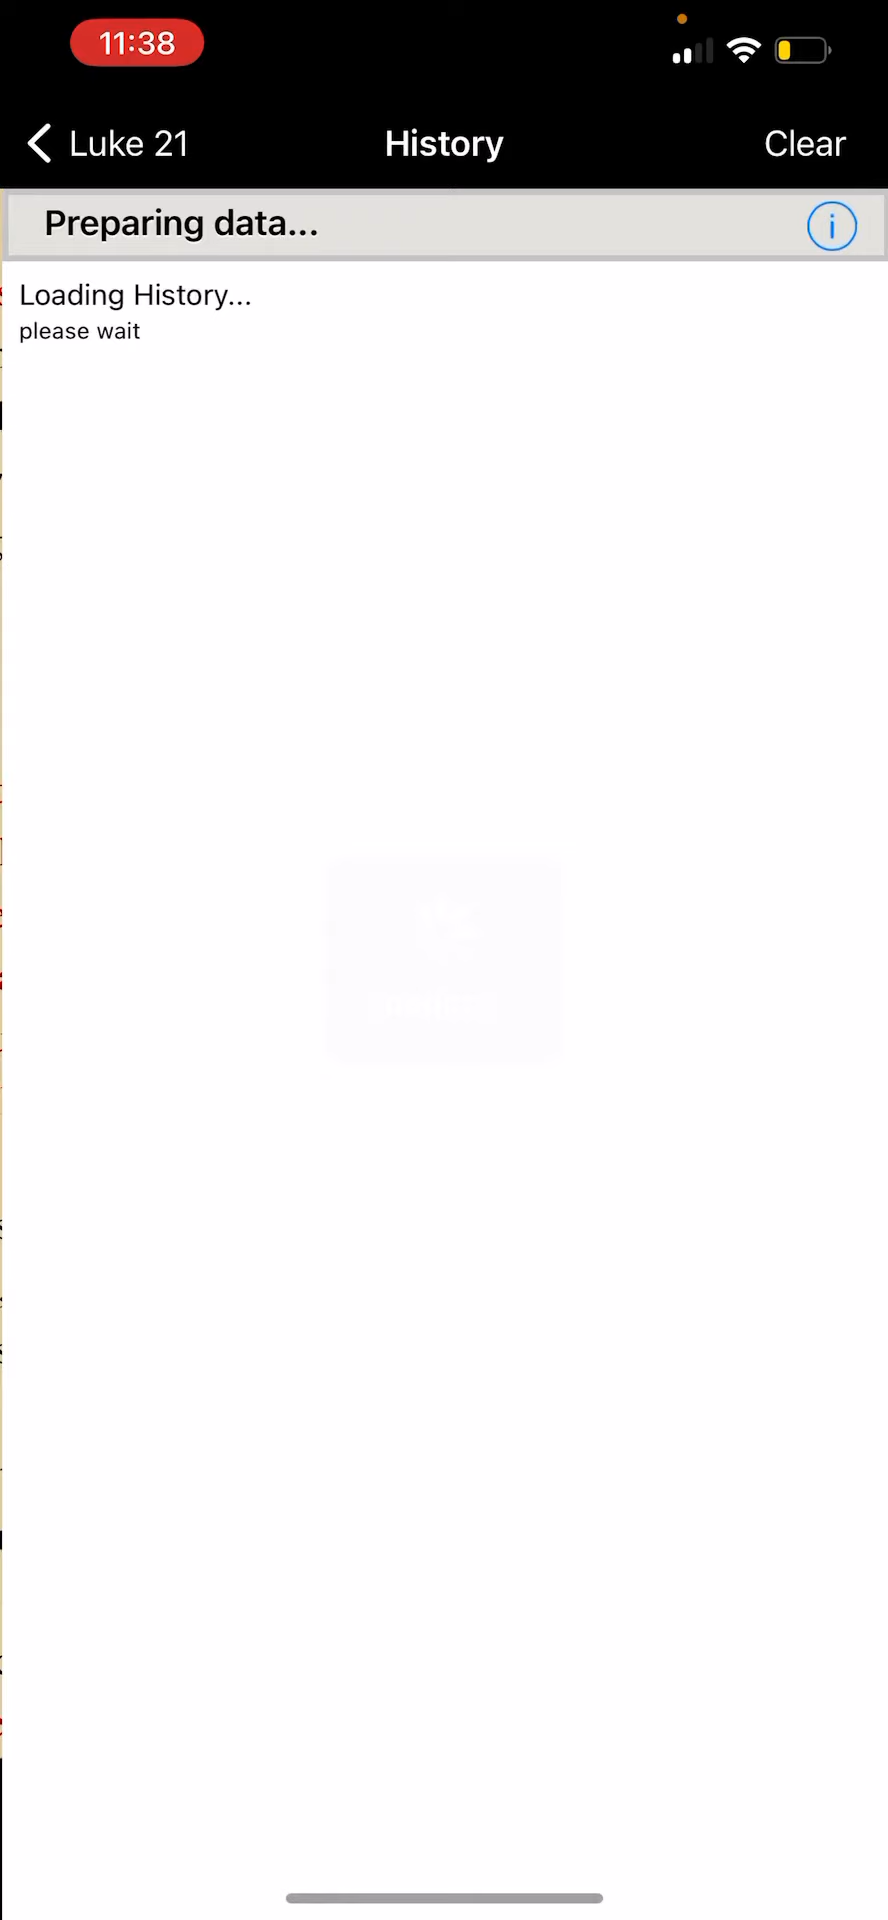 11:38
Luke 21
History
Clear
Preparing data...
i
Loading History...
please wait